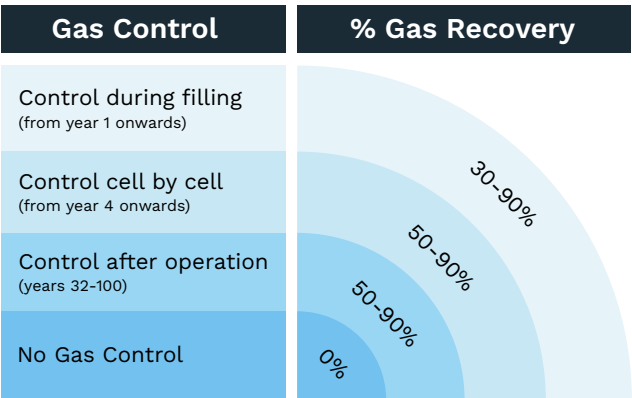 Gas Control
% Gas Recovery
Control during filling
(from year 1 onwards)
30-90%
Control cell by cell
(from year 4 onwards)
50-90%
Control after operation
(years 32-100)
50-90%
No Gas Control
0%